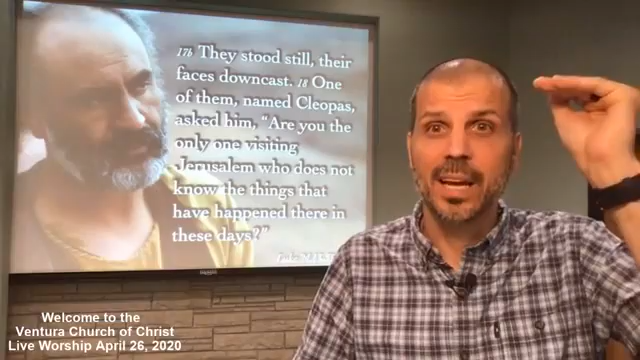 17b They stood still, their
faces downcast. 18 One
of them, named Cleopas,
asked him, “Are you the
only one visiting
Jerusalem who does not
know the things that
have happened there in
these days?”
Welcome to the
Ventura Church of Christ
Live Worship April 26, 2020